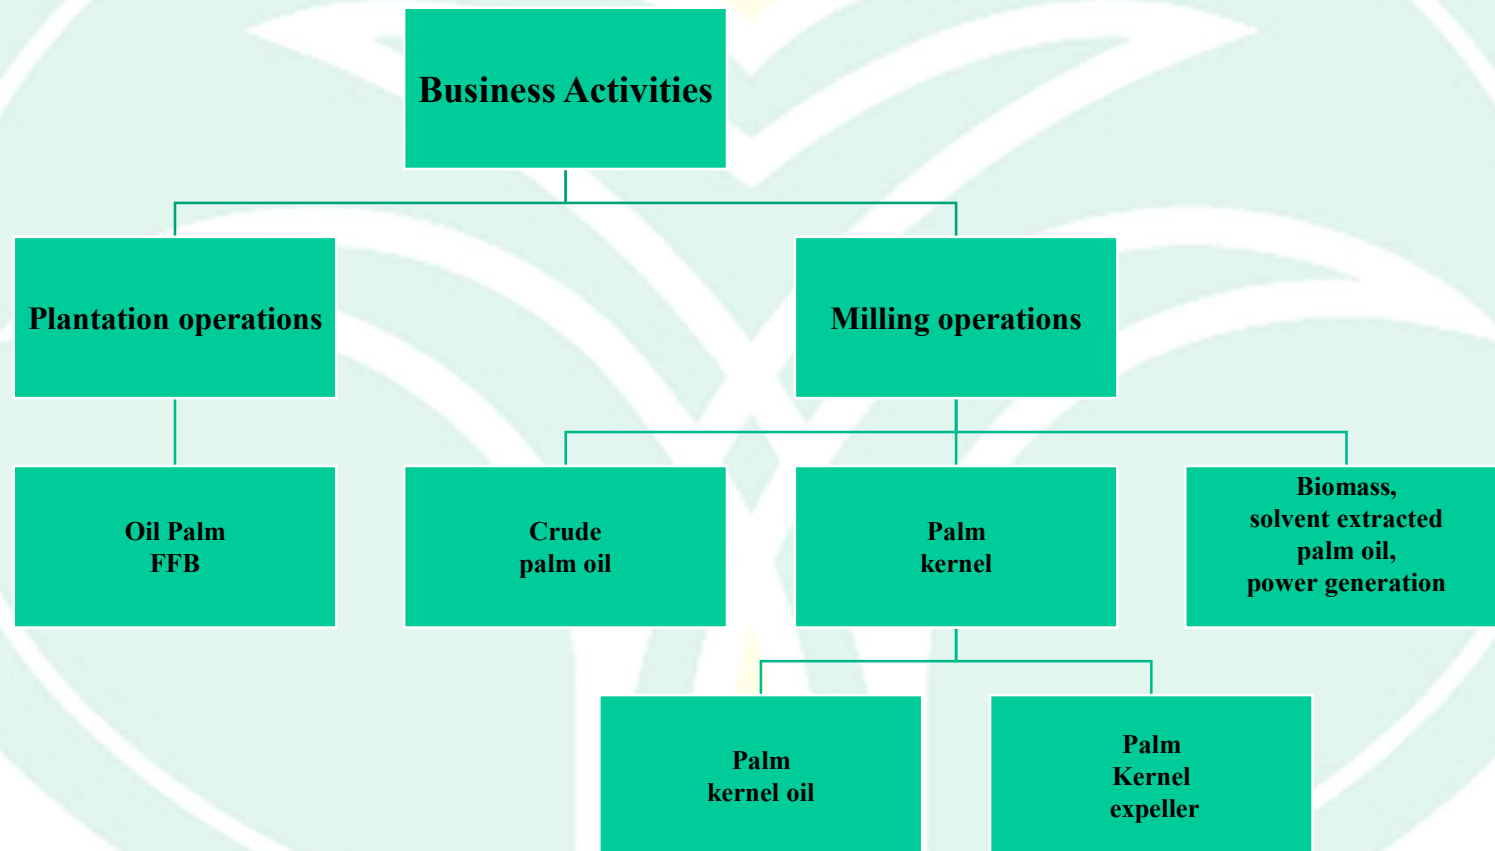 Business Activities
Plantation operations
Milling operations
Oil Palm
FFB
Crude
palm oil
Palm
kernel
Biomass,
solvent extracted
palm oil,
power generation
Palm
kernel oil
Palm
Kernel
expeller